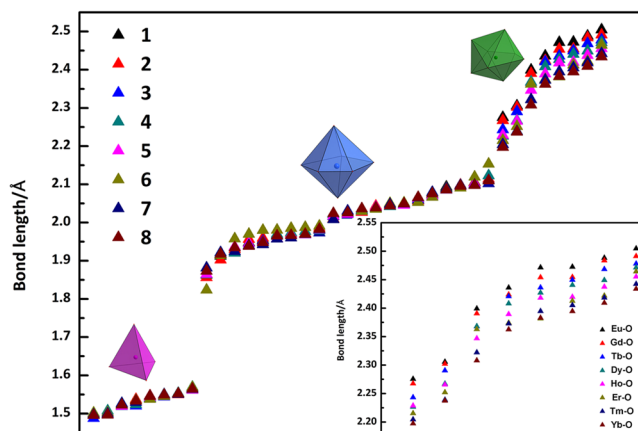 2.5
2.4
2.3
2.2
2.1
2.0
1.9
1.8
1.7
1.6
1.5
Bond length/Å
1
2
3
4
5
6
7
8
2.55
2.50
2.45
2.40
2.35
2.30
2.25
2.20
Bond length/Å
Eu-O
Gd-O
Tb-O
Dy-O
Ho-O
Er-O
Tm-O
Yb-O